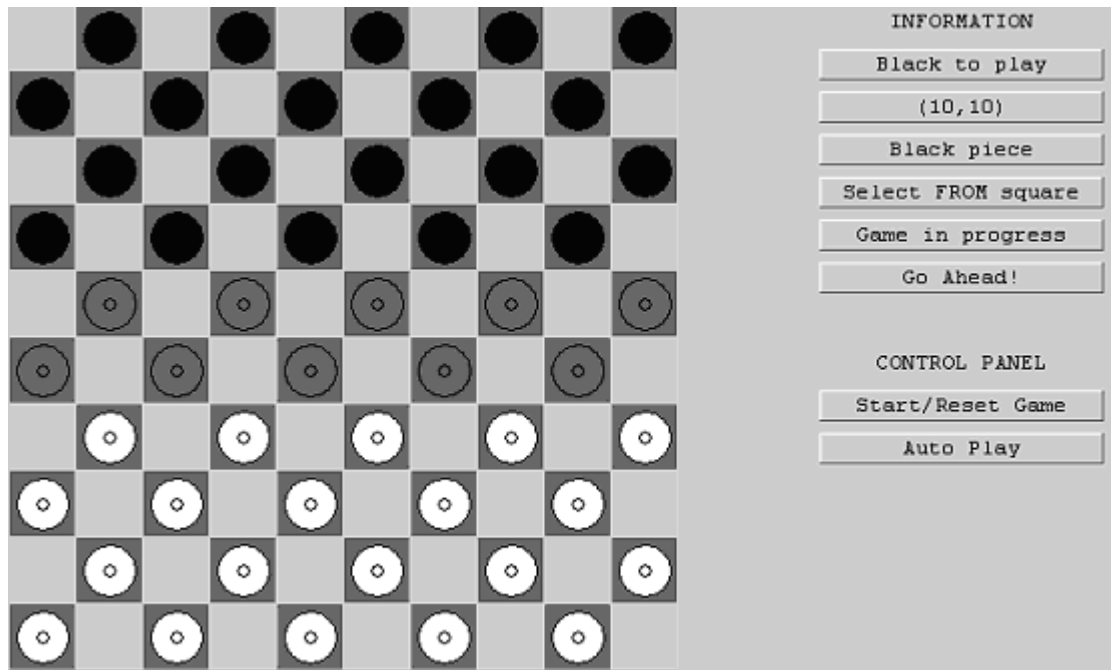 INFORMATION
Black to play
(10,10)
Black piece
Select FROM square
Game in progress
Go Ahead!
CONTROL PANEL
Start/Reset Game
Auto Play